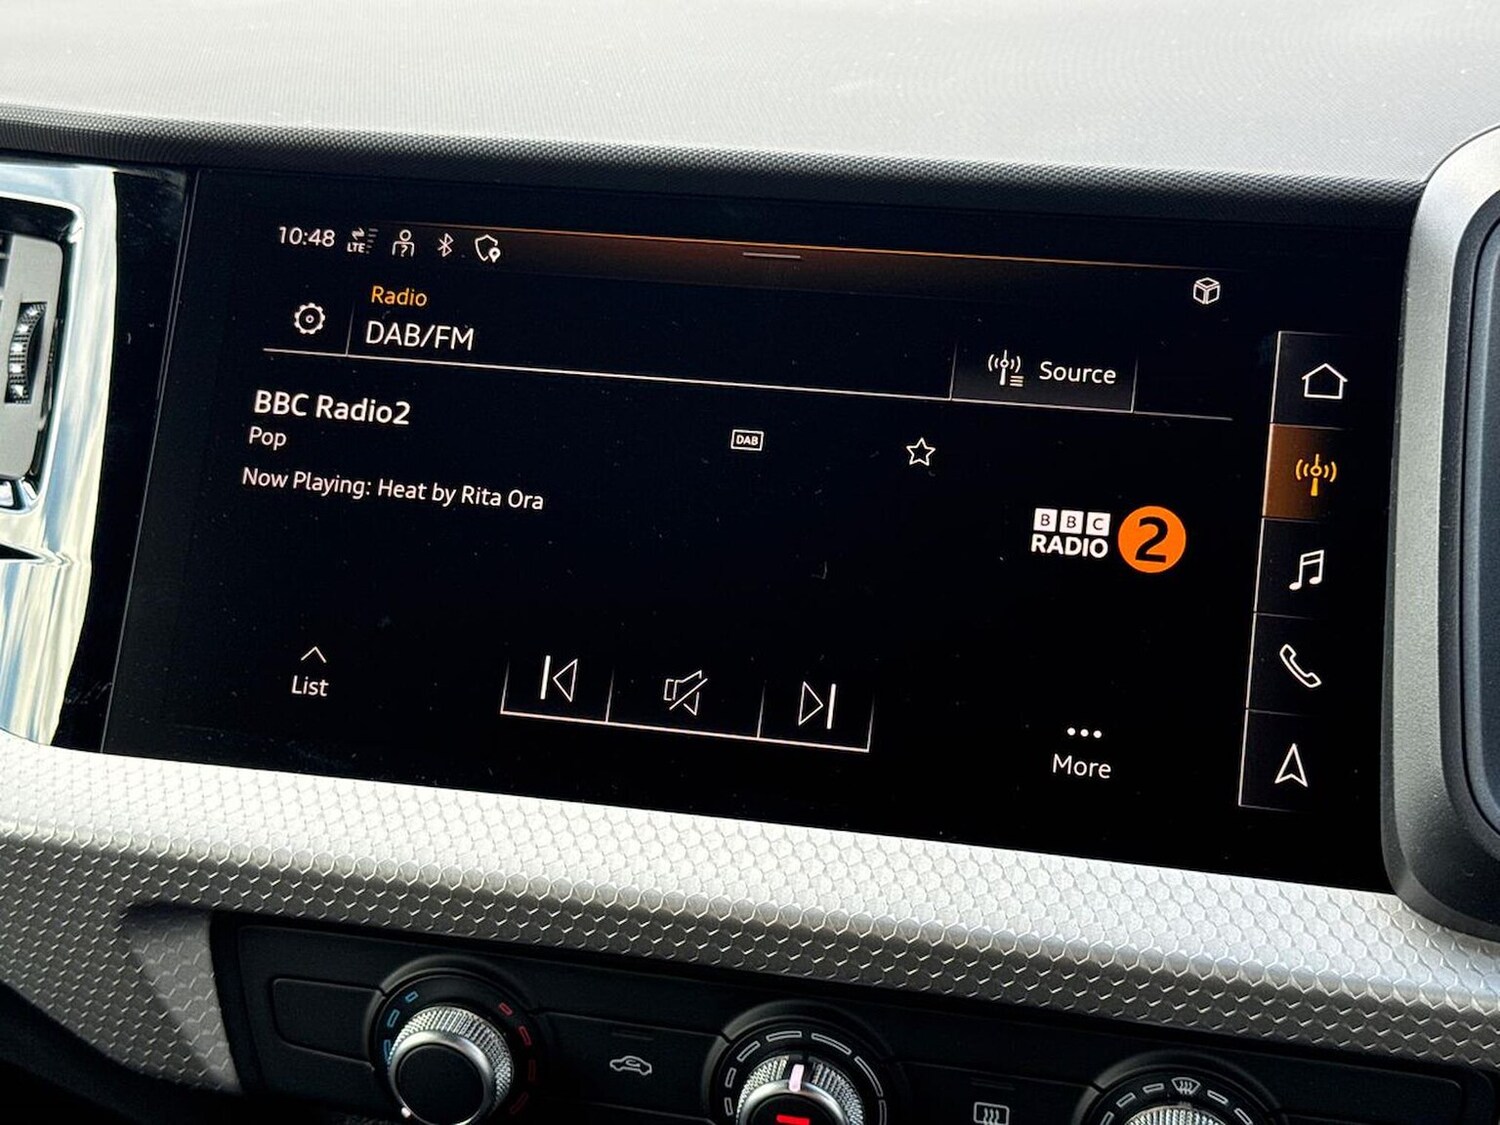 10:48 LTE
Radio
DAB/FM
Source
BBC Radio2
Pop
DAB
Now Playing: Heat by Rita Ora
BBC
RADIO 2
List
More